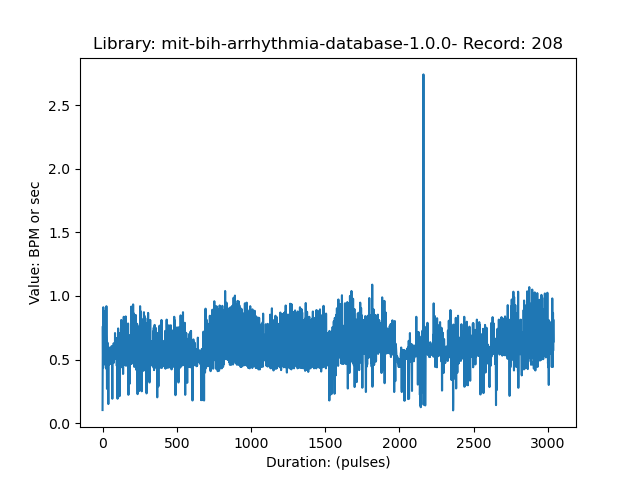 Library: mit-bih-arrhythmia-database-1.0.0- Record: 208
Value: BPM or sec
2.5
2.0
1.5
1.0
0.5
0.0
0 500 1000 1500 2000 2500 3000
Duration: (pulses)